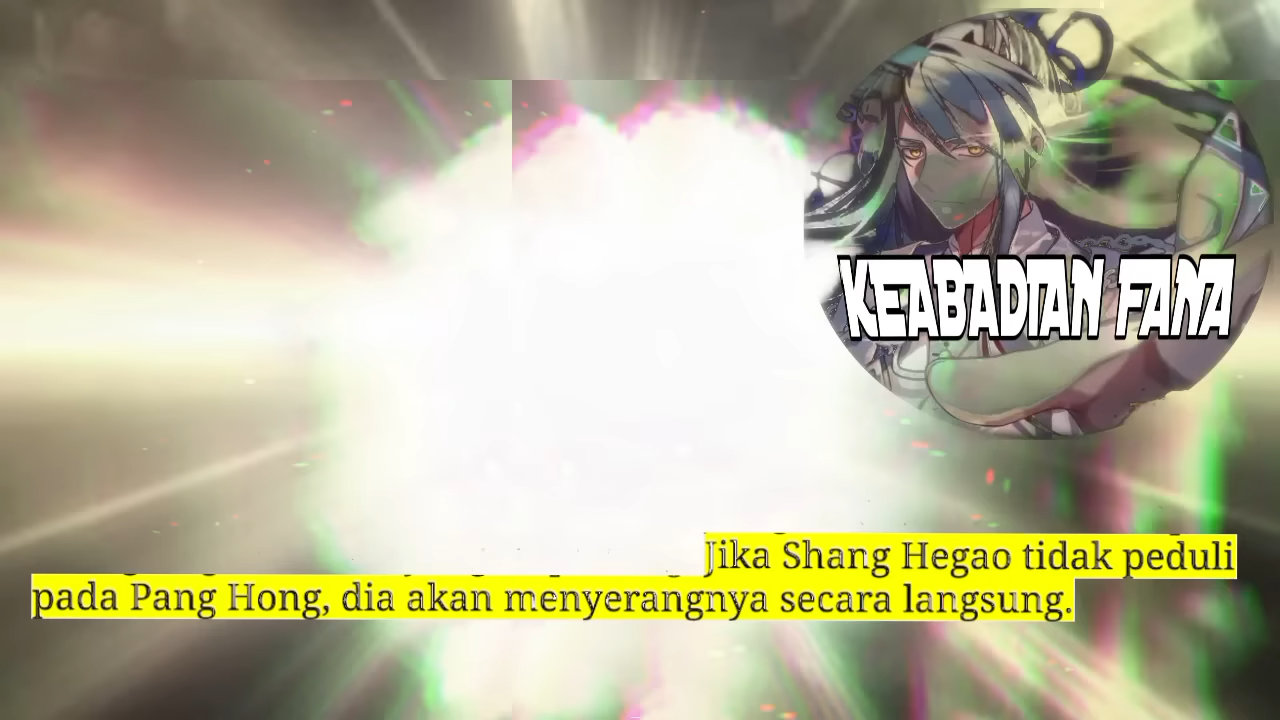 KEABADIAN FANA
Jika Shang Hegao tidak peduli
pada Pang Hong, dia akan menyerangnya secara langsung.